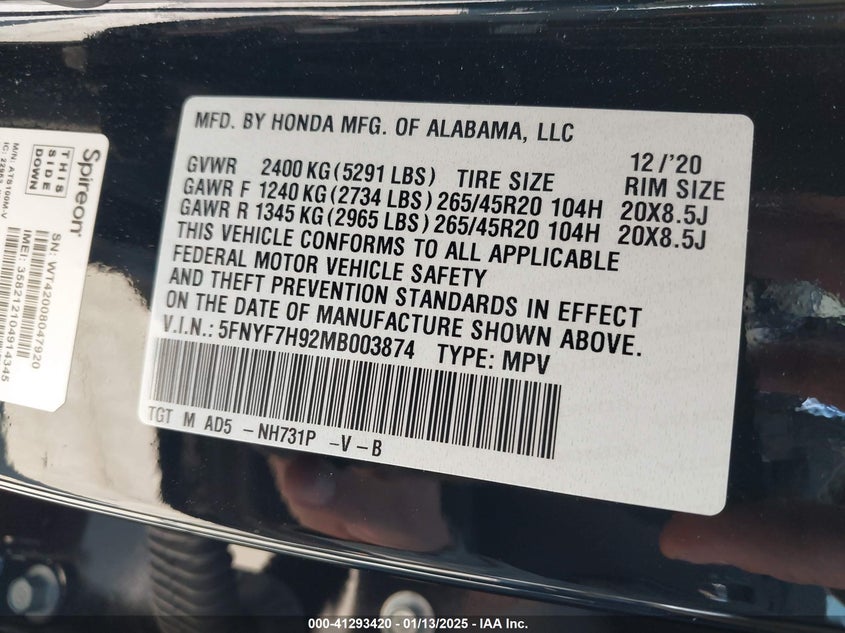 MFD. BY HONDA MFG. OF ALABAMA, LLC
12/'20
GVWR 2400 KG (5291 LBS) TIRE SIZE RIM SIZE
GAWR F 1240 KG (2734 LBS) 265/45R20 104H 20X8.5J
GAWR R 1345 KG (2965 LBS) 265/45R20 104H 20X8.5J
THIS VEHICLE CONFORMS TO ALL APPLICABLE
FEDERAL MOTOR VEHICLE SAFETY
AND THEFT PREVENTION STANDARDS IN EFFECT
ON THE DATE OF MANUFACTURE SHOWN ABOVE.
V.I.N.: 5FNYF7H92MB003874 TYPE: MPV
TGT M AD5 -NH731P -V-B
Spireon
THIS
SIDE
DOWN
SN: WT42008047920
IMEI: 358212104914345
000-41293420 - 01/13/2025 - IAA Inc.